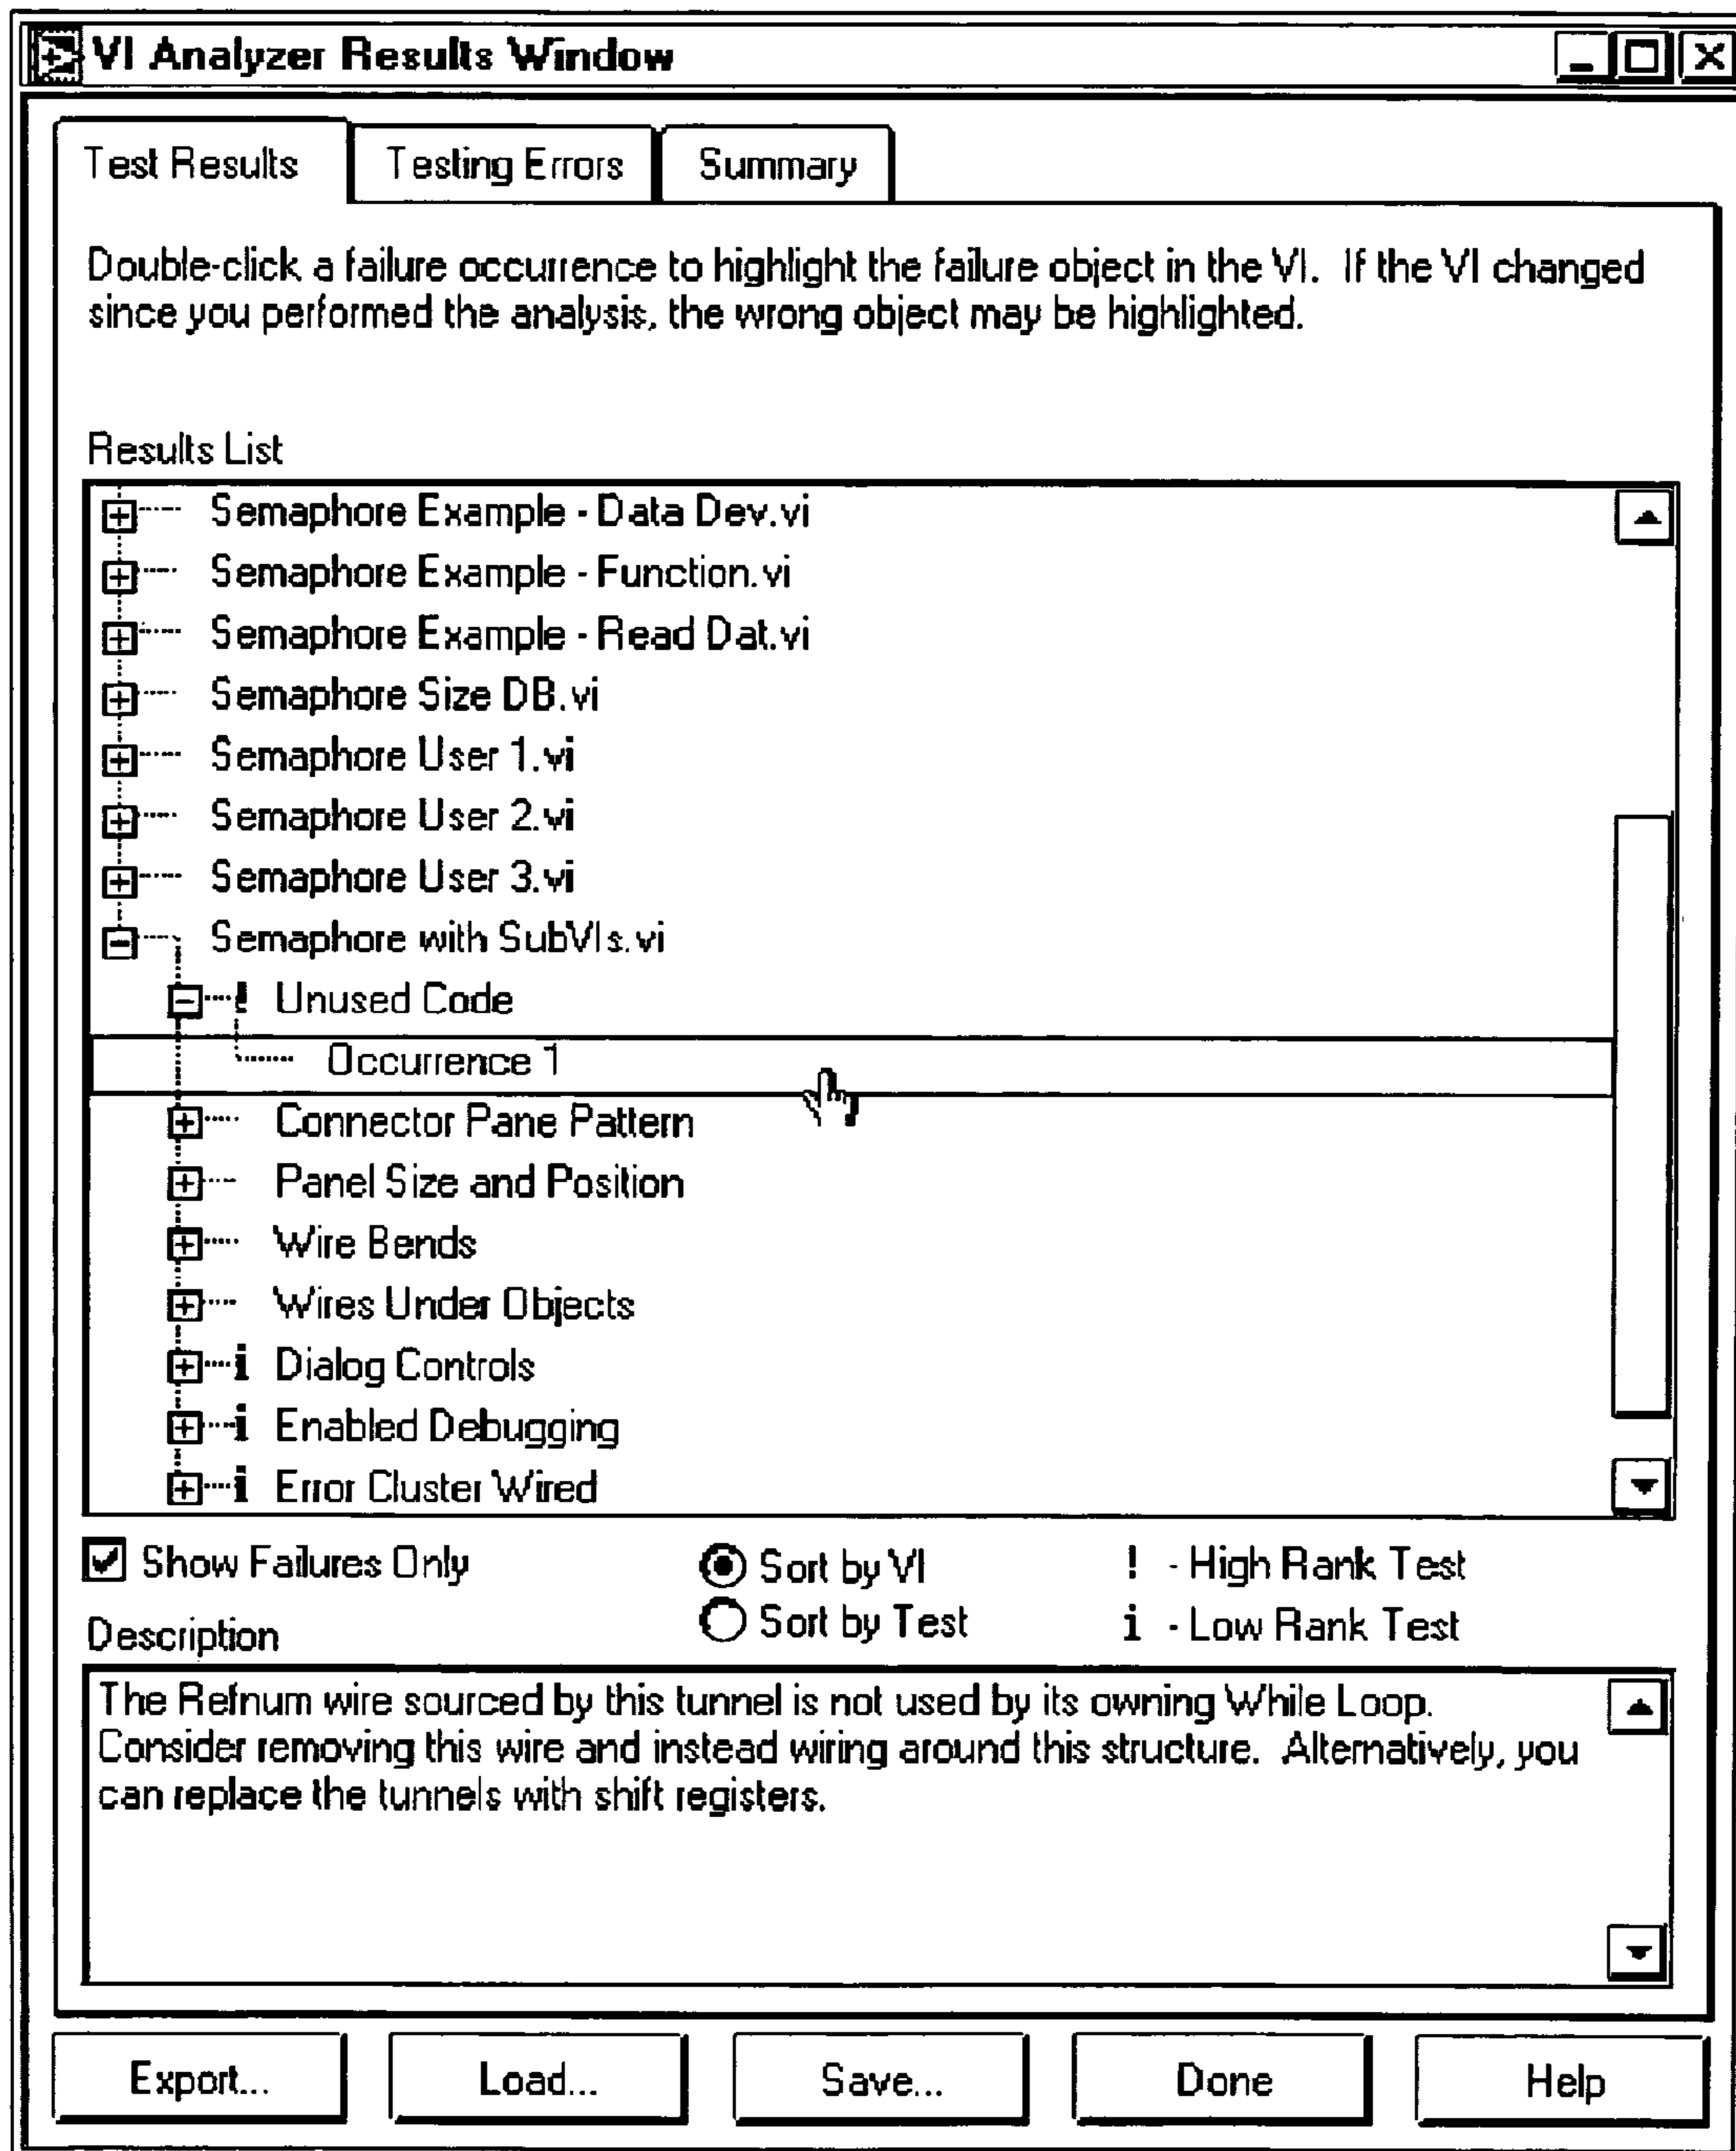 VI Analyzer Results Window
Test Results
Testing Errors
Summary
Double-click a failure occurrence to highlight the failure object in the VI.  If the VI changed
since you performed the analysis, the wrong object may be highlighted.
Results List
Semaphore Example - Data Dev.vi
Semaphore Example - Function.vi
Semaphore Example - Read Dat.vi
Semaphore Size DB.vi
Semaphore User 1.vi
Semaphore User 2.vi
Semaphore User 3.vi
Semaphore with SubVIs.vi
! Unused Code
Occurrence 1
Connector Pane Pattern
Panel Size and Position
Wire Bends
Wires Under Objects
i Dialog Controls
i Enabled Debugging
i Error Cluster Wired
Show Failures Only
Sort by VI
! - High Rank Test
Sort by Test
i - Low Rank Test
Description
The Refnum wire sourced by this tunnel is not used by its owning While Loop.
Consider removing this wire and instead wiring around this structure.  Alternatively, you
can replace the tunnels with shift registers.
Export...
Load...
Save...
Done
Help